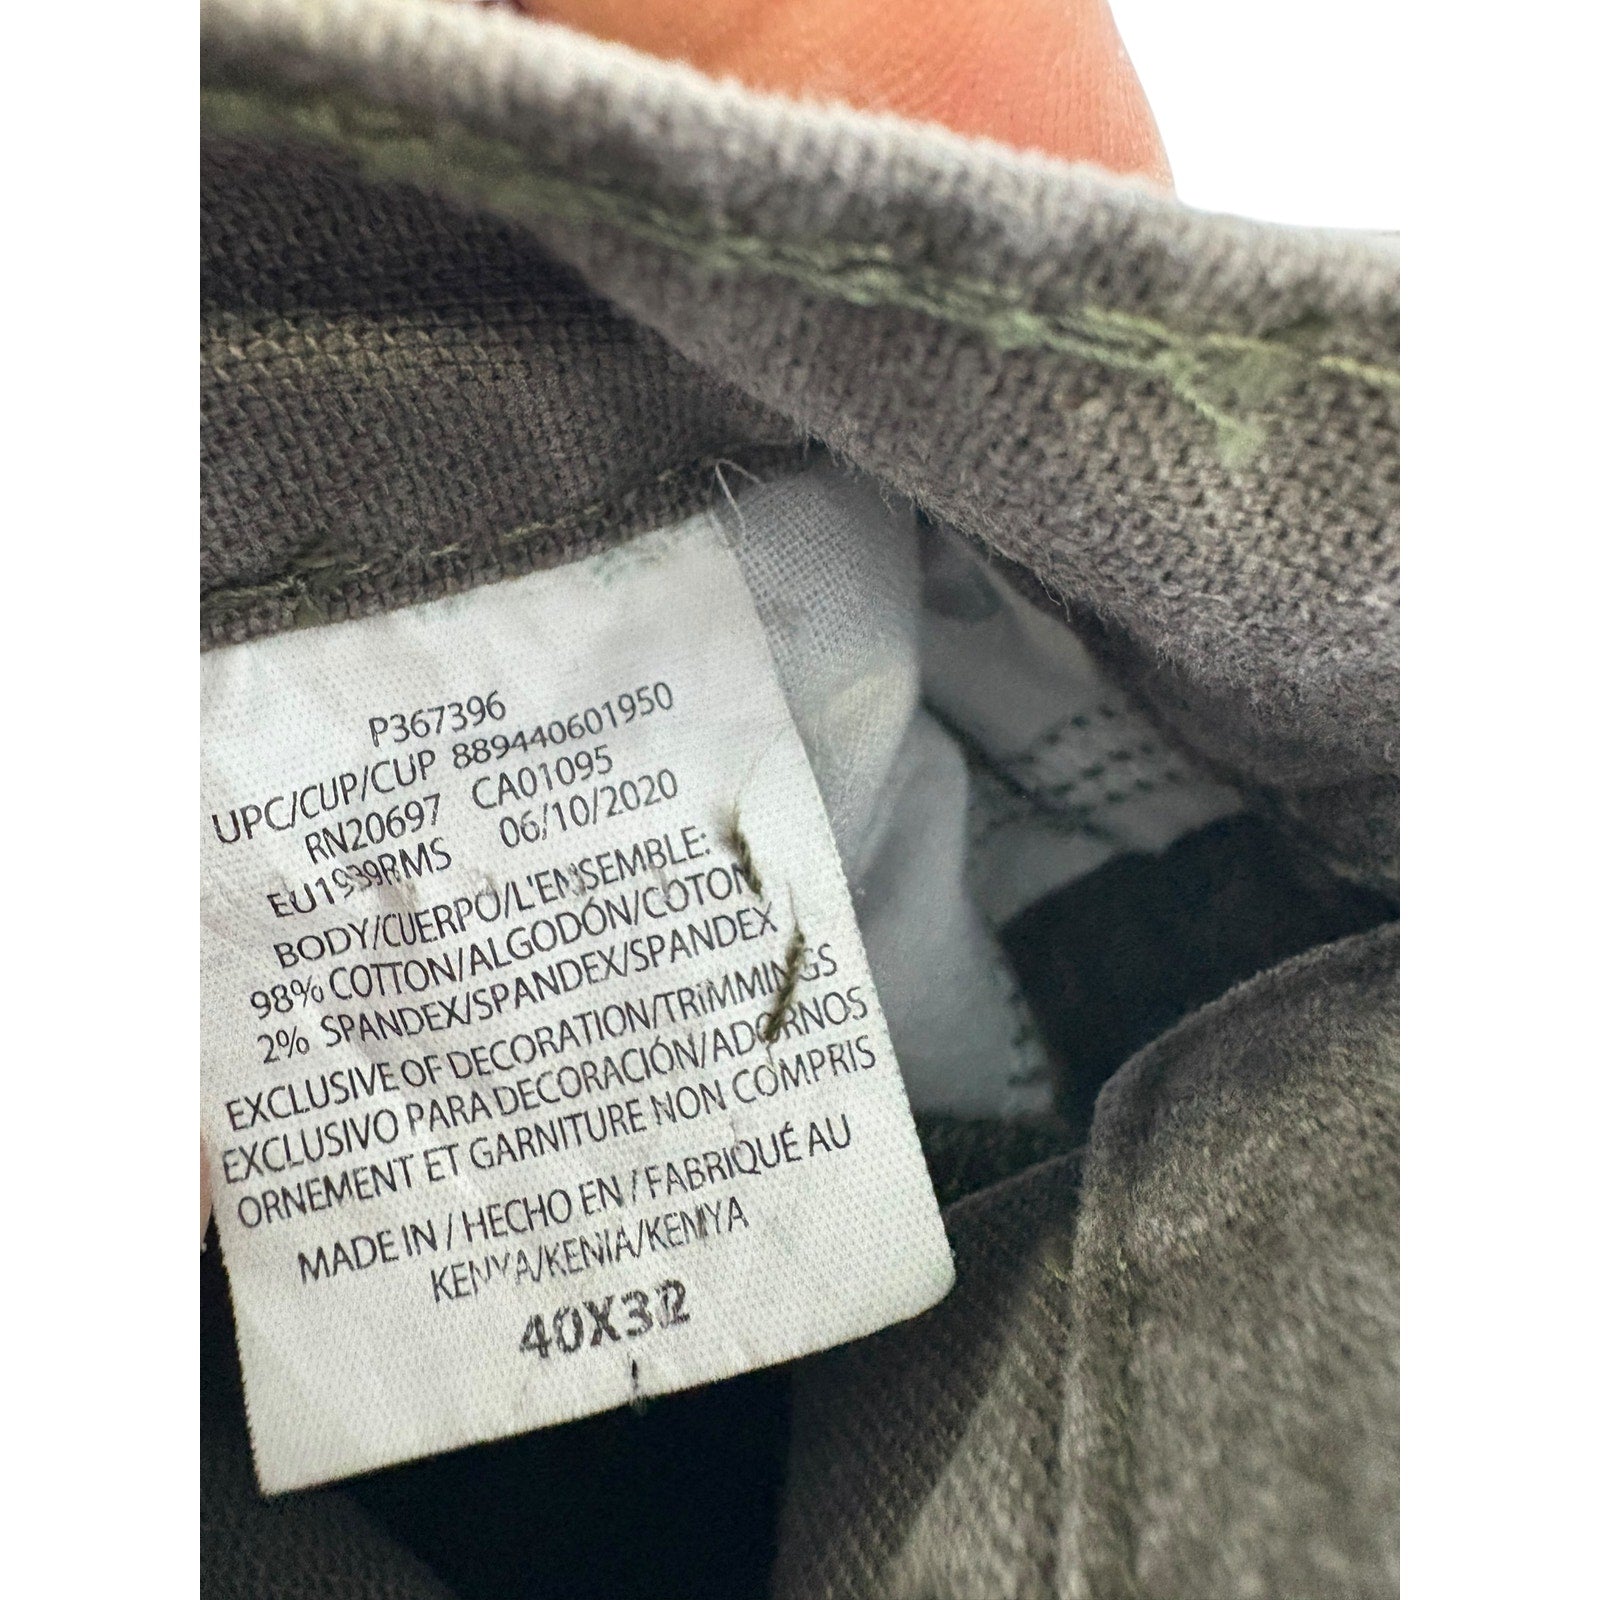 P367396
UPC/CUP/CUP 889440601950
RN20697 CA01095
EU1939RMS 06/10/2020
BODY/CUERPO/L'ENSEMBLE:
98% COTTON/ALGODÓN/COTON
2% SPANDEX/SPANDEX/SPANDEX
EXCLUSIVE OF DECORATION/TRIMMINGS
EXCLUSIVO PARA DECORACIÓN/ADORNOS
ORNEMENT ET GARNITURE NON COMPRIS
MADE IN / HECHO EN / FABRIQUÉ AU
KENYA/KENIA/KENYA
40X32